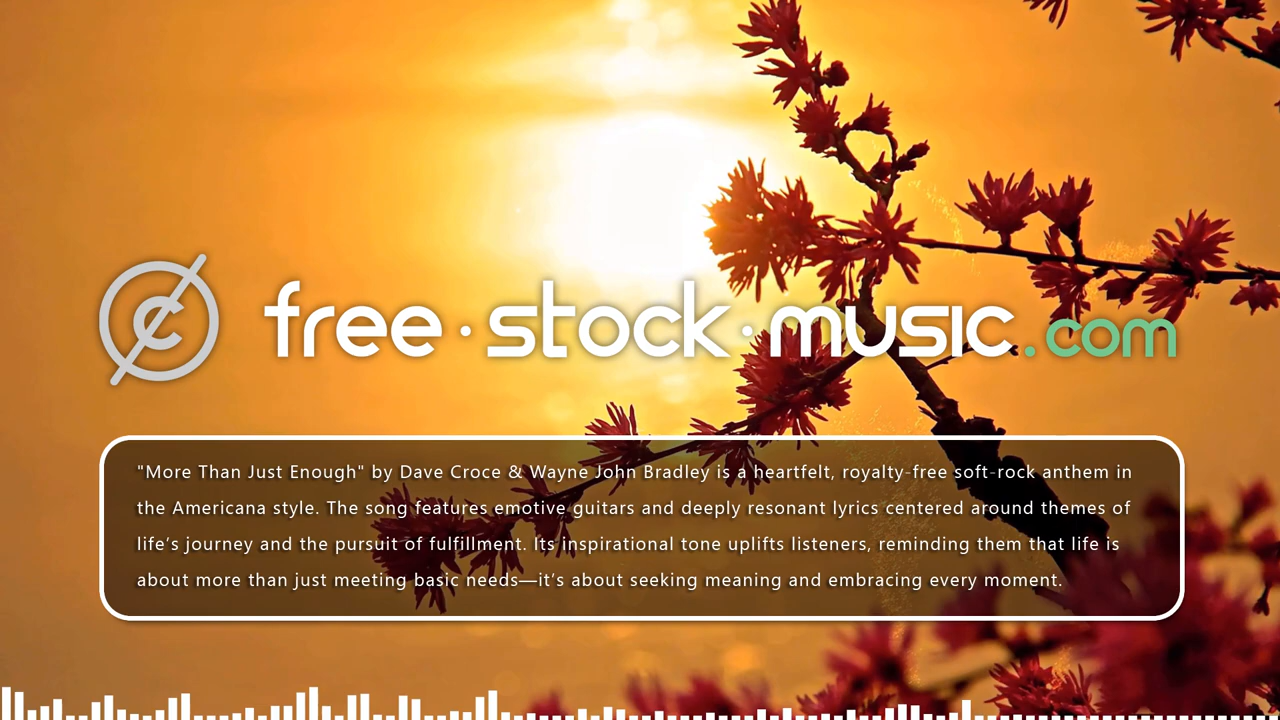 free·stock·music.com
"More Than Just Enough" by Dave Croce & Wayne John Bradley is a heartfelt, royalty-free soft-rock anthem in
the Americana style. The song features emotive guitars and deeply resonant lyrics centered around themes of
life’s journey and the pursuit of fulfillment. Its inspirational tone uplifts listeners, reminding them that life is
about more than just meeting basic needs—it’s about seeking meaning and embracing every moment.